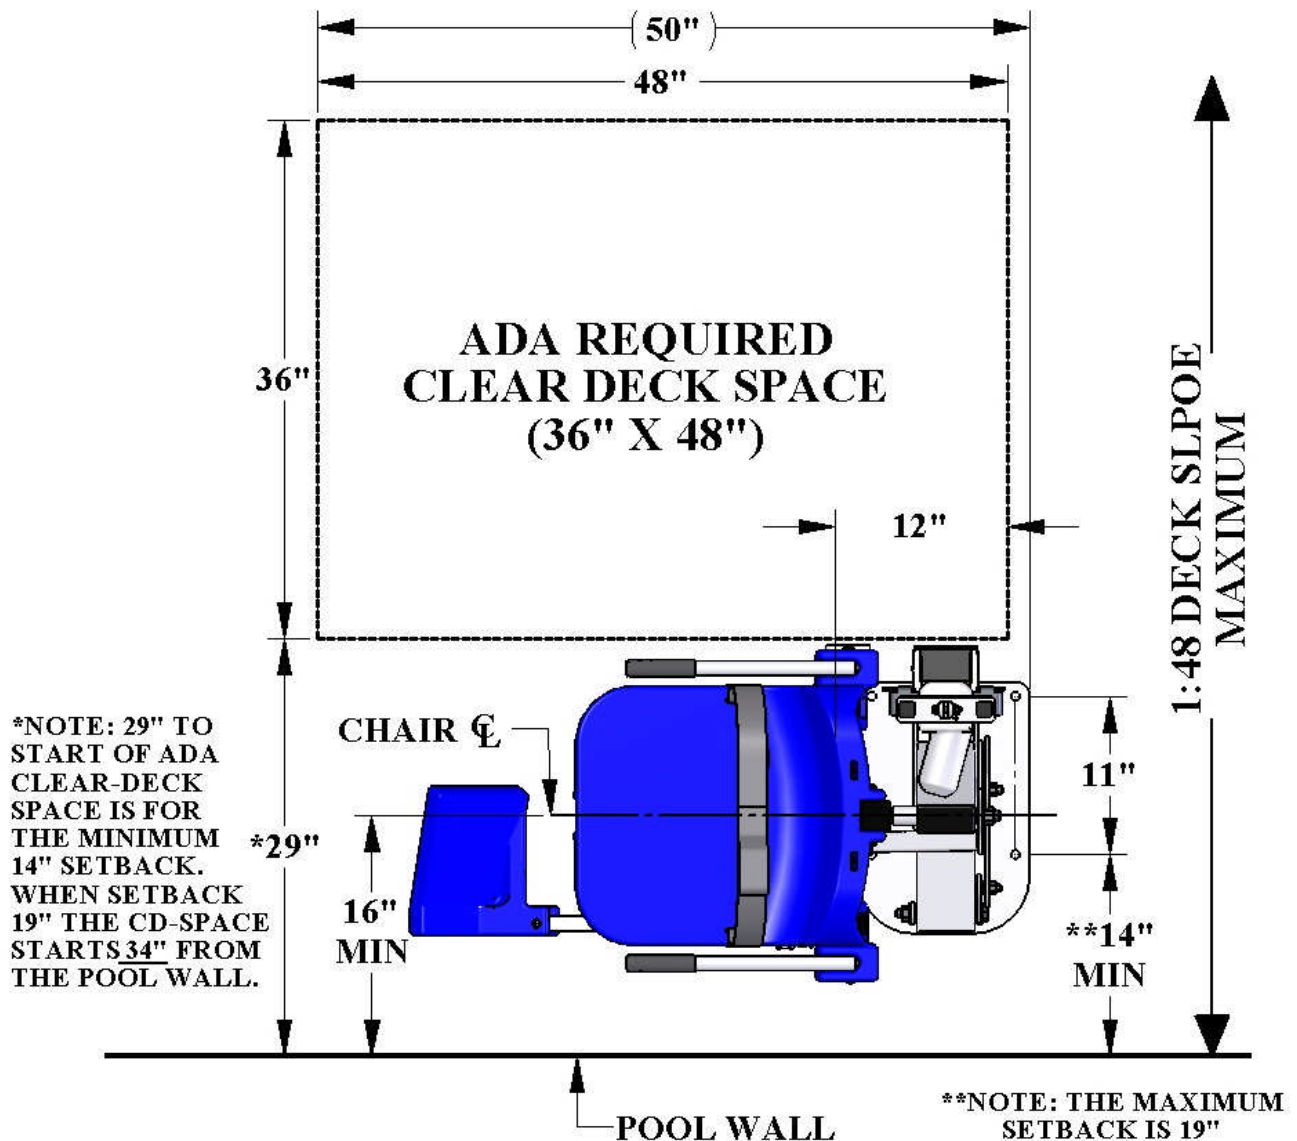 (50")
48"
36"
ADA REQUIRED
CLEAR DECK SPACE
(36" X 48")
12"
1:48 DECK SLPOE
MAXIMUM
*NOTE: 29" TO
START OF ADA
CLEAR-DECK
SPACE IS FOR
THE MINIMUM
14" SETBACK.
WHEN SETBACK
19" THE CD-SPACE
STARTS 34" FROM
THE POOL WALL.
*29"
CHAIR ℄
16"
MIN
11"
**14"
MIN
POOL WALL
**NOTE: THE MAXIMUM
SETBACK IS 19"